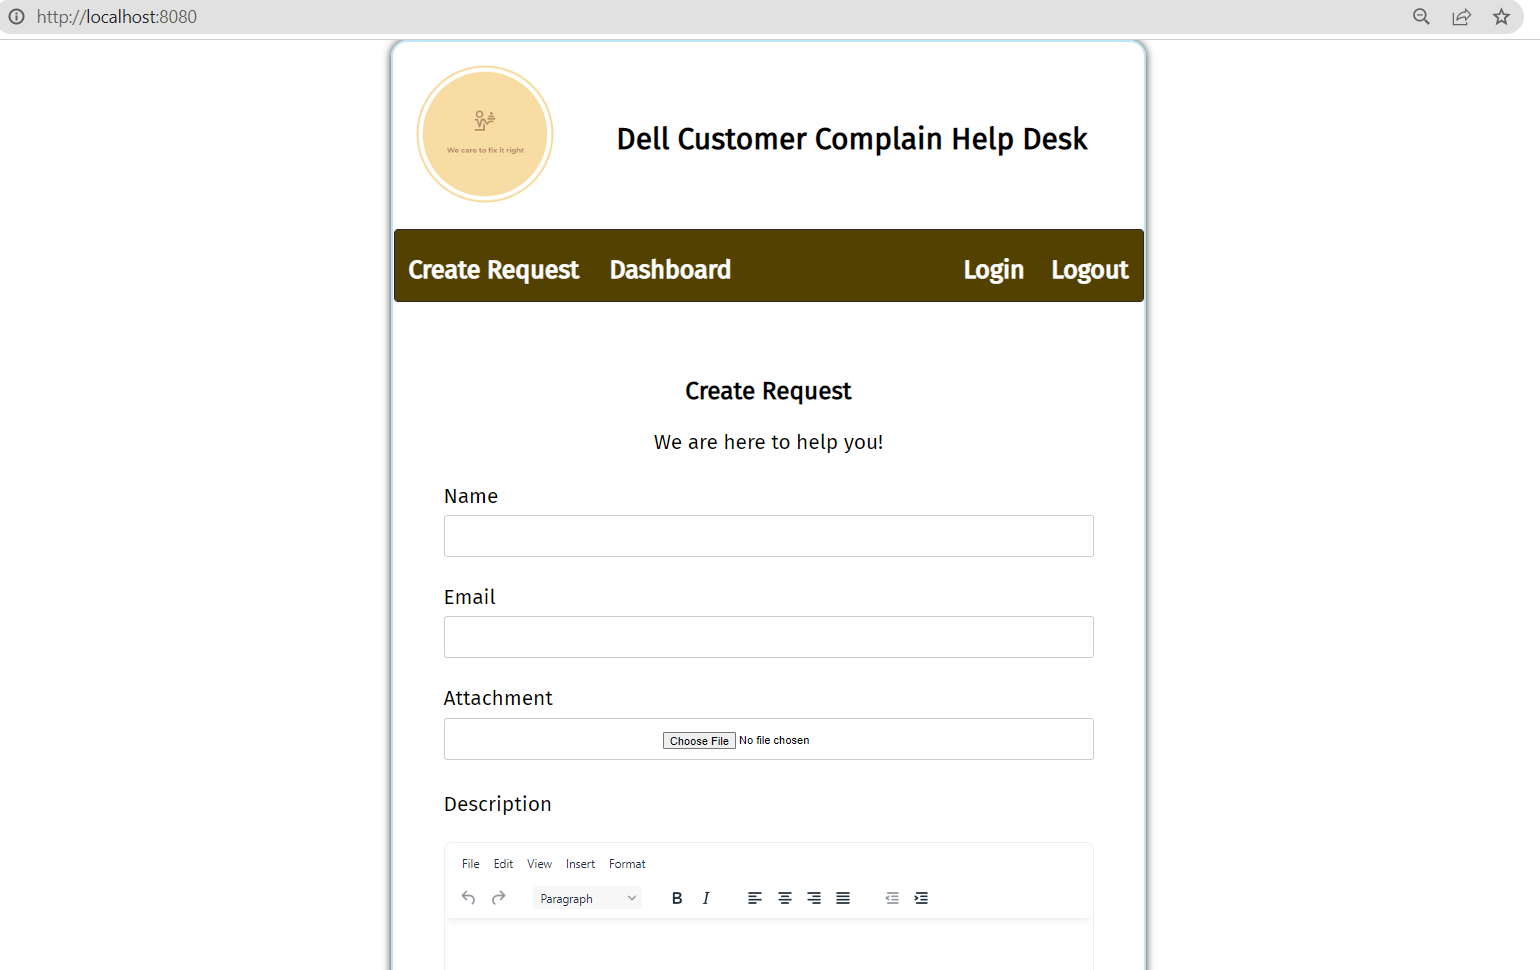 http://localhost:8080
We care to fix it right
Dell Customer Complain Help Desk
Create Request Dashboard Login Logout
Create Request
We are here to help you!
Name
Email
Attachment
Choose File No file chosen
Description
File Edit View Insert Format
Paragraph B I